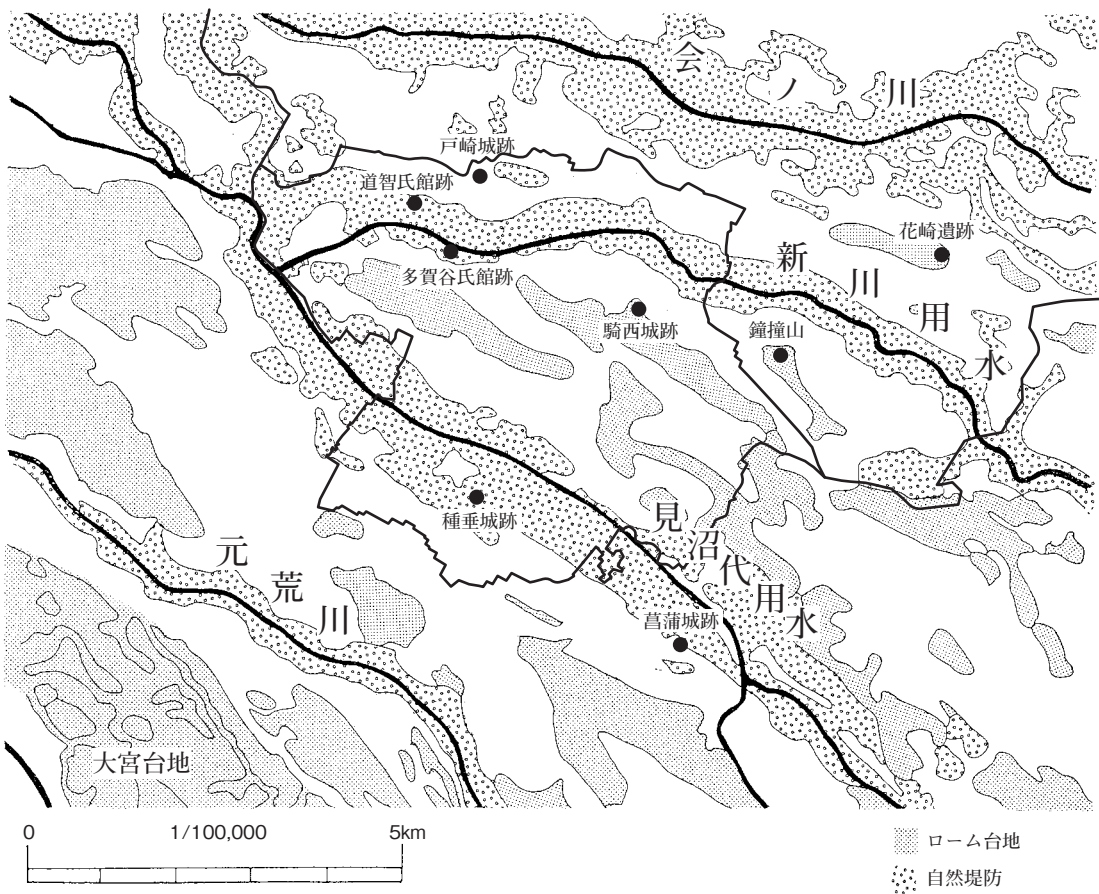 会ノ川
戸崎城跡
道智氏館跡
花崎遺跡
多賀谷氏館跡
新川用水
騎西城跡
鐘撞山
種垂城跡
見沼代用水
元荒川
菖蒲城跡
大宮台地
0 1/100,000 5km
ローム台地
自然堤防